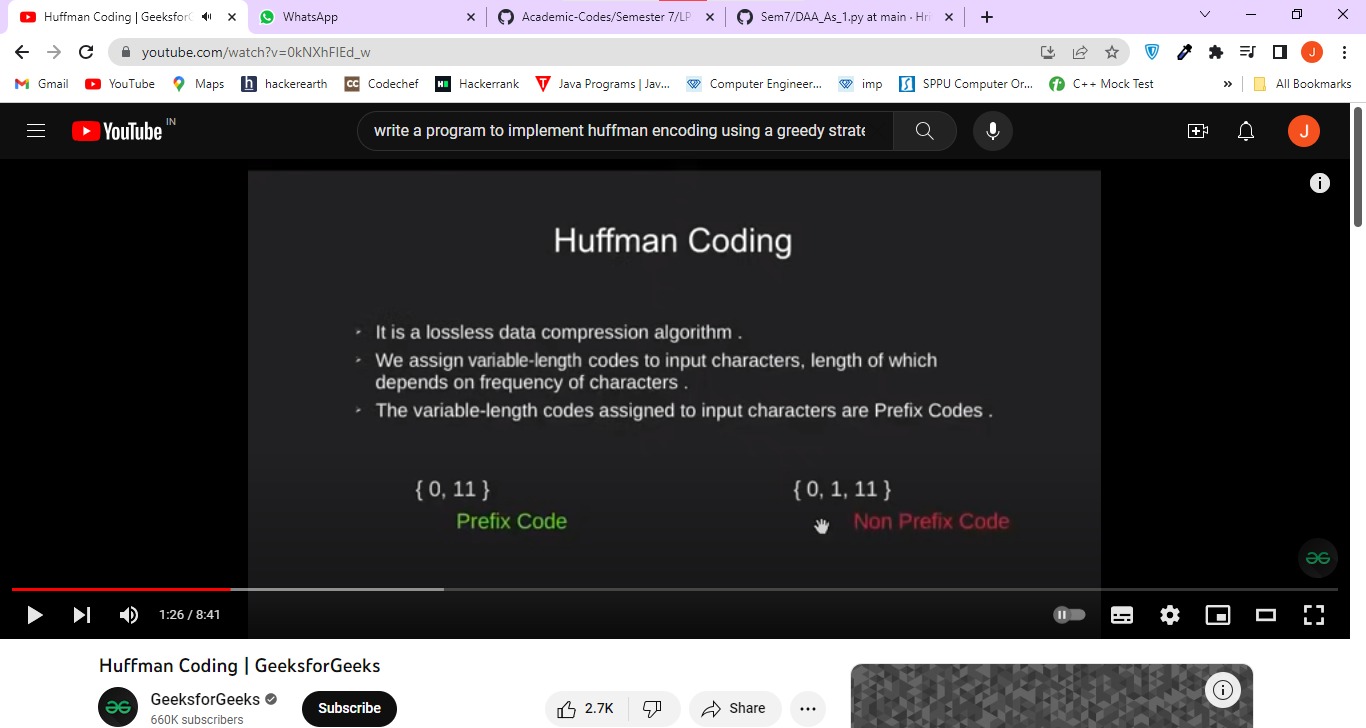 Huffman Coding | GeeksforG
WhatsApp
Academic-Codes/Semester 7/LP
Sem7/DAA_As_1.py at main · Hri
youtube.com/watch?v=0kNXhFIEd_w
J
Gmail
YouTube
Maps
h
hackerearth
CC
Codechef
H
Hackerrank
T
Java Programs | Jav...
Computer Engineer...
imp
SPPU Computer Or...
C++ Mock Test
»
All Bookmarks
YouTube IN
write a program to implement huffman encoding using a greedy strate
J
Huffman Coding
It is a lossless data compression algorithm .
We assign variable-length codes to input characters, length of which
depends on frequency of characters .
The variable-length codes assigned to input characters are Prefix Codes .
{ 0, 11 }
{ 0, 1, 11 }
Prefix Code
Non Prefix Code
1:26 / 8:41
Huffman Coding | GeeksforGeeks
GeeksforGeeks
660K subscribers
Subscribe
2.7K
Share